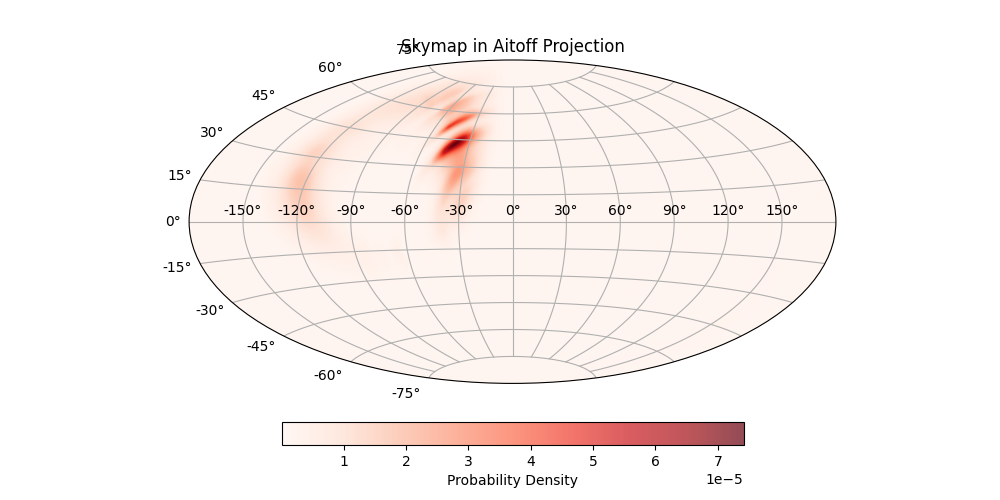 Skymap in Aitoff Projection
75°
60°
45°
30°
15°
-150° -120° -90° -60° -30° 0° 30° 60° 90° 120° 150°
0°
-15°
-30°
-45°
-60°
-75°
1 2 3 4 5 6 7
1e−5
Probability Density